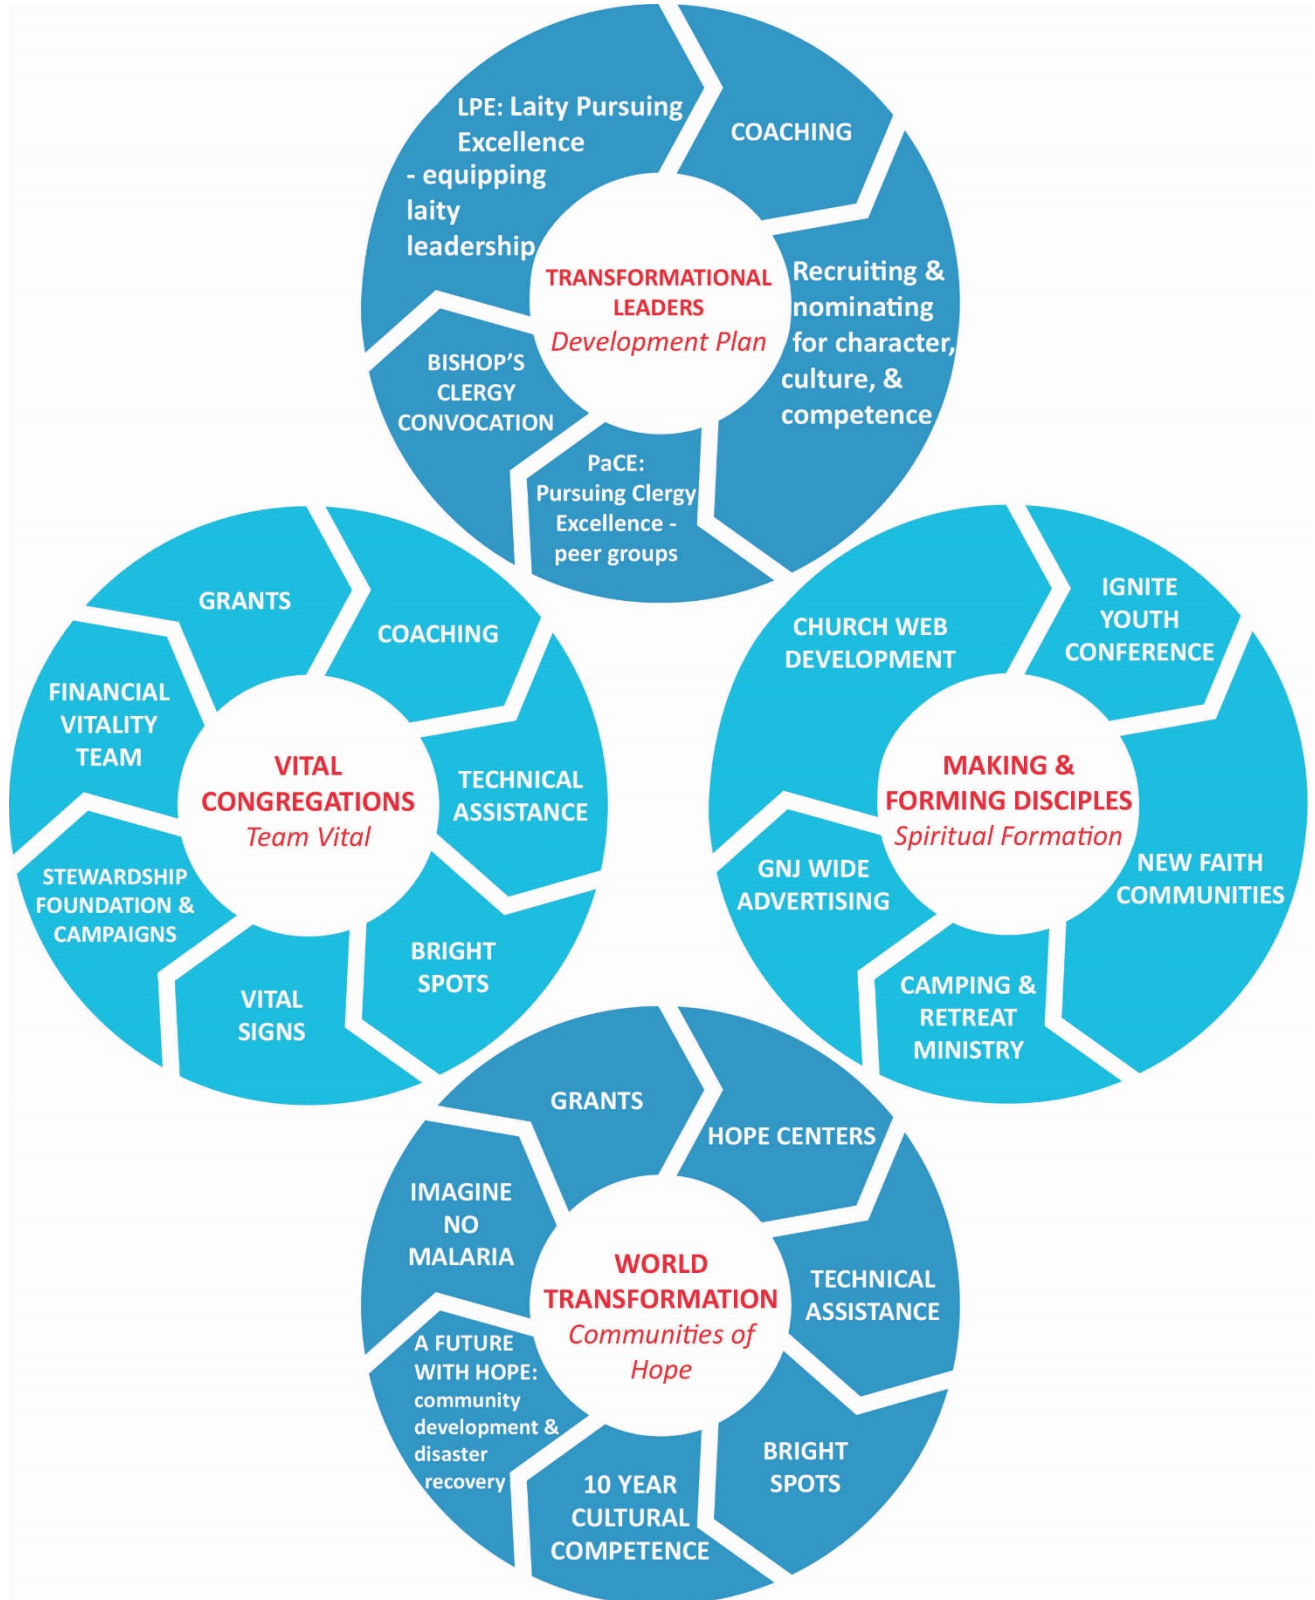 LPE: Laity Pursuing
Excellence
- equipping
laity
leadership
COACHING
Recruiting &
nominating
for character,
culture, &
competence
PaCE:
Pursuing Clergy
Excellence -
peer groups
BISHOP'S
CLERGY
CONVOCATION
TRANSFORMATIONAL
LEADERS
Development Plan
GRANTS
COACHING
TECHNICAL
ASSISTANCE
BRIGHT
SPOTS
VITAL
SIGNS
STEWARDSHIP
FOUNDATION &
CAMPAIGNS
FINANCIAL
VITALITY
TEAM
VITAL
CONGREGATIONS
Team Vital
CHURCH WEB
DEVELOPMENT
IGNITE
YOUTH
CONFERENCE
NEW FAITH
COMMUNITIES
CAMPING &
RETREAT
MINISTRY
GNJ WIDE
ADVERTISING
MAKING &
FORMING DISCIPLES
Spiritual Formation
GRANTS
HOPE CENTERS
TECHNICAL
ASSISTANCE
BRIGHT
SPOTS
10 YEAR
CULTURAL
COMPETENCE
A FUTURE
WITH HOPE:
community
development &
disaster
recovery
IMAGINE
NO
MALARIA
WORLD
TRANSFORMATION
Communities of
Hope